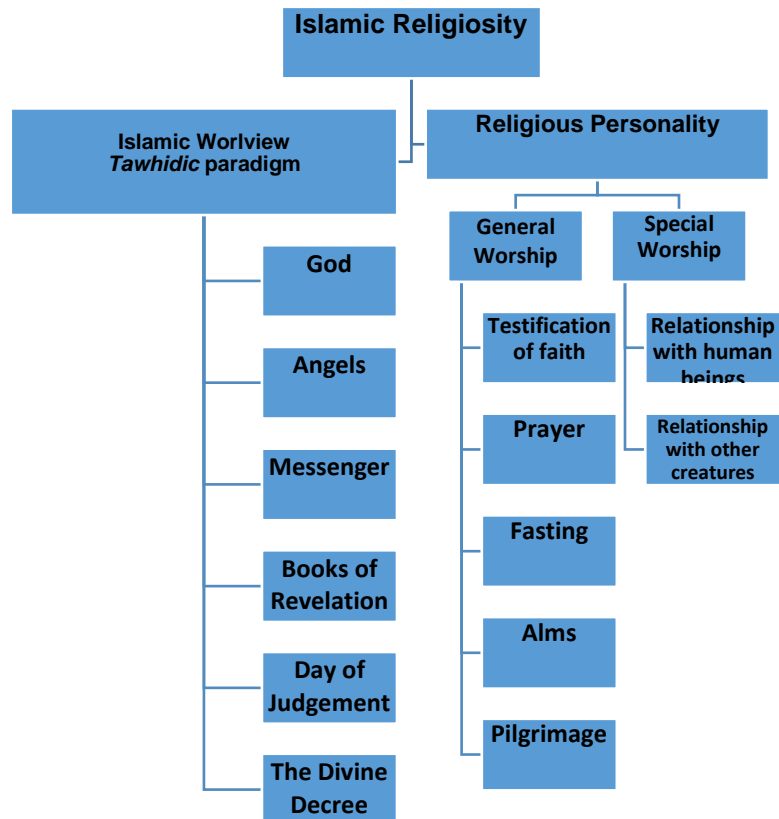 Islamic Religiosity
Islamic Worlview
Tawhidic paradigm
God
Angels
Messenger
Books of
Revelation
Day of
Judgement
The Divine
Decree
Religious Personality
General
Worship
Testification
of faith
Prayer
Fasting
Alms
Pilgrimage
Special
Worship
Relationship
with human
beings
Relationship
with other
creatures